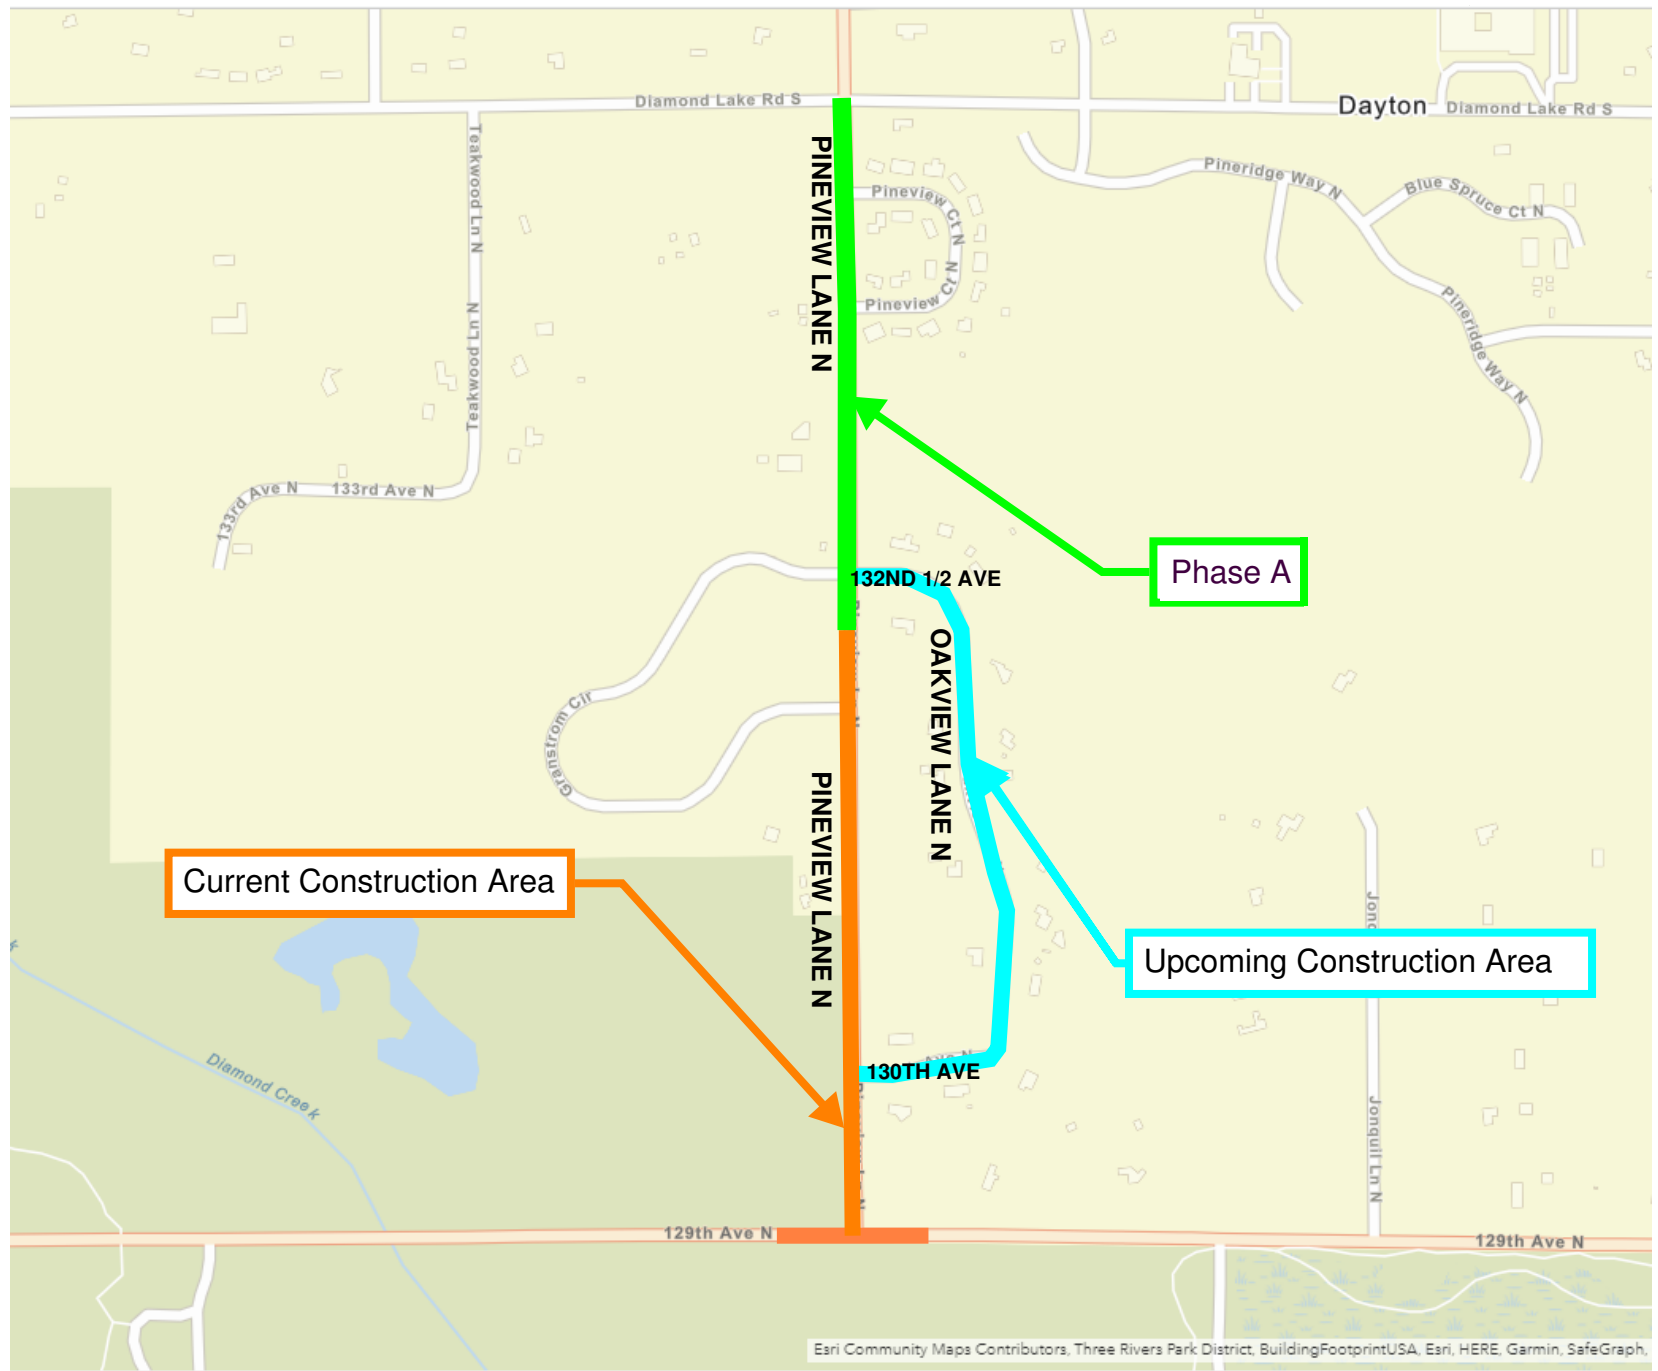 Diamond Lake Rd S
Dayton
Diamond Lake Rd S
Teakwood Ln N
PINEVIEW LANE N
Pineview Ct N
Pineridge Way N
Blue Spruce Ct N
Pineview Ct N
Teakwood Ln N
Pineridge Way N
133rd Ave N
133rd Ave N
Phase A
132ND 1/2 AVE
OAKVIEW LANE N
Granstrom Cir
PINEVIEW LANE N
Current Construction Area
Upcoming Construction Area
Diamond Creek
130TH AVE
Ave N
Jonquil Ln N
129th Ave N
129th Ave N
Esri Community Maps Contributors, Three Rivers Park District, BuildingFootprintUSA, Esri, HERE, Garmin, SafeGraph,